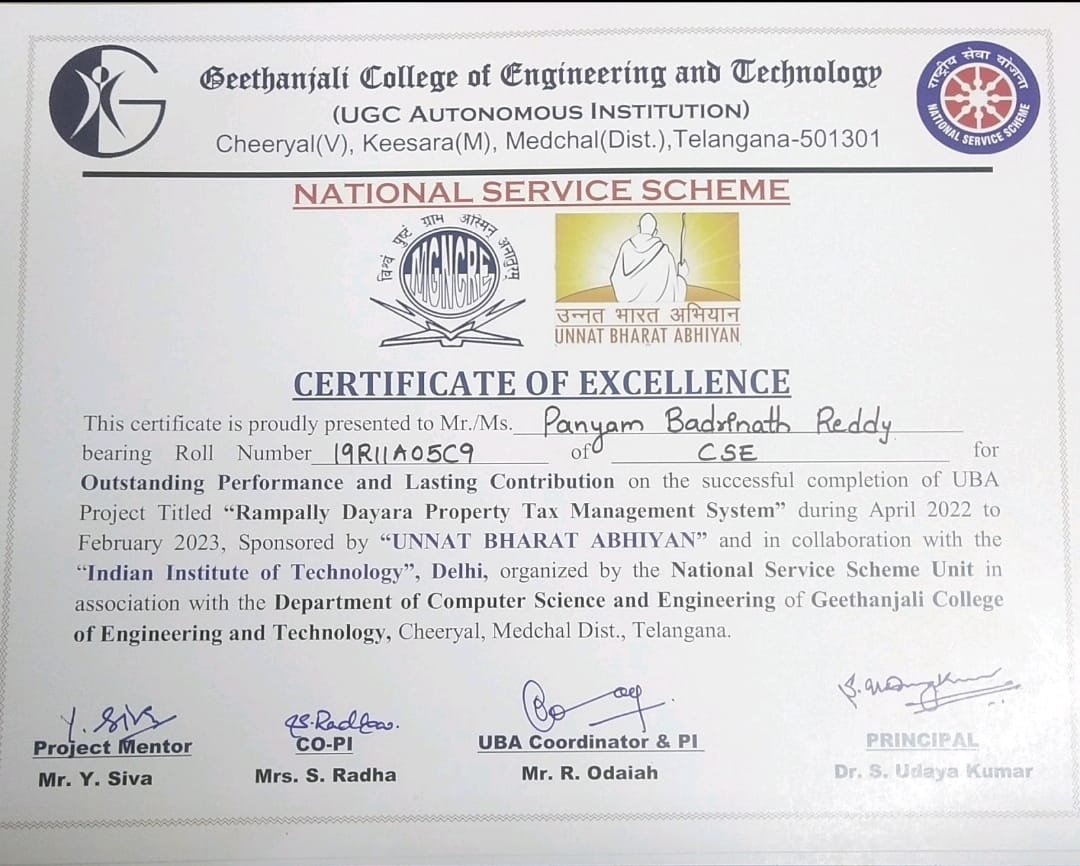 Geethanjali College of Engineering and Technology
(UGC AUTONOMOUS INSTITUTION)
Cheeryal(V), Keesara(M), Medchal(Dist.),Telangana-501301
राष्ट्रीय सेवा योजना
NATIONAL SERVICE SCHEME
NATIONAL SERVICE SCHEME
विश्वं पुष्टं ग्रामे अस्मिन् अनातुरम्
MGNCRE
उन्नत भारत अभियान
UNNAT BHARAT ABHIYAN
CERTIFICATE OF EXCELLENCE
This certificate is proudly presented to Mr./Ms. Panyam Badrinath Reddy
bearing Roll Number 19R11A05C9 of CSE for
Outstanding Performance and Lasting Contribution on the successful completion of UBA
Project Titled “Rampally Dayara Property Tax Management System” during April 2022 to
February 2023, Sponsored by “UNNAT BHARAT ABHIYAN” and in collaboration with the
“Indian Institute of Technology”, Delhi, organized by the National Service Scheme Unit in
association with the Department of Computer Science and Engineering of Geethanjali College
of Engineering and Technology, Cheeryal, Medchal Dist., Telangana.
Y. Siva
S. Radha.
Project Mentor
CO-PI
UBA Coordinator & PI
PRINCIPAL
Mr. Y. Siva
Mrs. S. Radha
Mr. R. Odaiah
Dr. S. Udaya Kumar